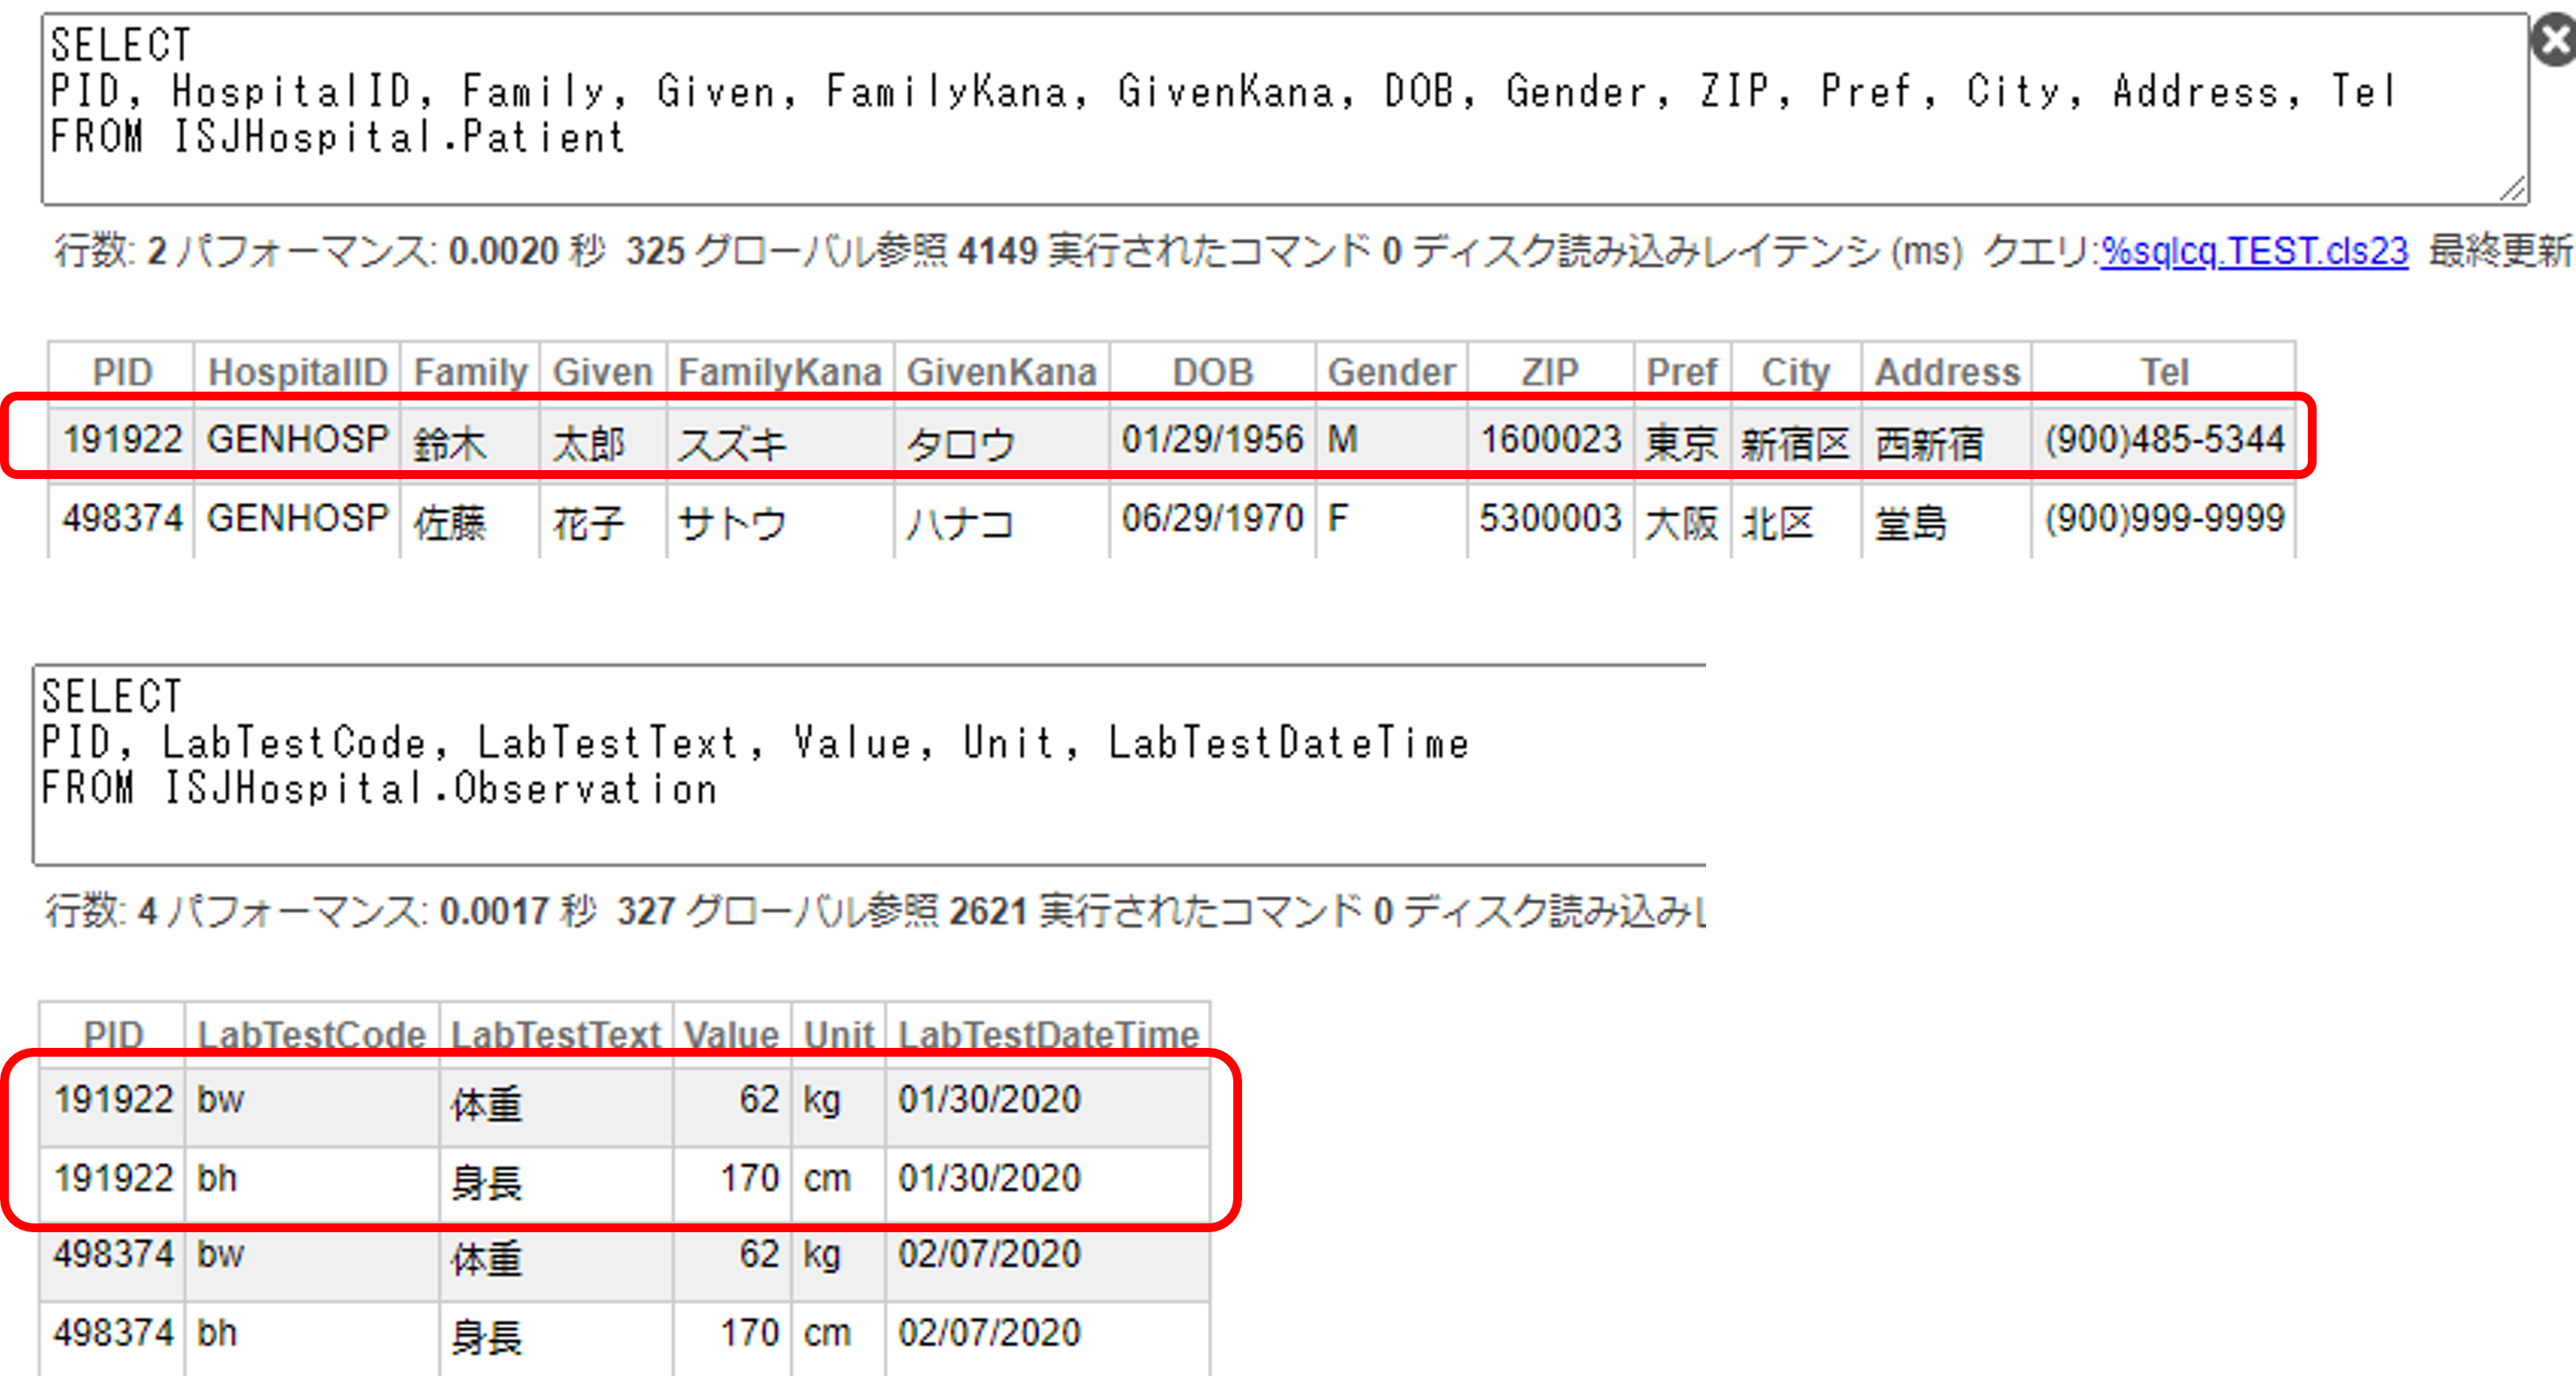 SELECT
PID, HospitalID, Family, Given, FamilyKana, GivenKana, DOB, Gender, ZIP, Pref, City, Address, Tel
FROM ISJHospital.Patient
行数: 2 パフォーマンス: 0.0020 秒 325 グローバル参照 4149 実行されたコマンド 0 ディスク読み込みレイテンシ (ms) クエリ:%sqlcq.TEST.cls23 最終更新
PID HospitalID Family Given FamilyKana GivenKana DOB Gender ZIP Pref City Address Tel
191922 GENHOSP 鈴木 太郎 スズキ タロウ 01/29/1956 M 1600023 東京 新宿区 西新宿 (900)485-5344
498374 GENHOSP 佐藤 花子 サトウ ハナコ 06/29/1970 F 5300003 大阪 北区 堂島 (900)999-9999
SELECT
PID, LabTestCode, LabTestText, Value, Unit, LabTestDateTime
FROM ISJHospital.Observation
行数: 4 パフォーマンス: 0.0017 秒 327 グローバル参照 2621 実行されたコマンド 0 ディスク読み込みレ
PID LabTestCode LabTestText Value Unit LabTestDateTime
191922 bw 体重 62 kg 01/30/2020
191922 bh 身長 170 cm 01/30/2020
498374 bw 体重 62 kg 02/07/2020
498374 bh 身長 170 cm 02/07/2020